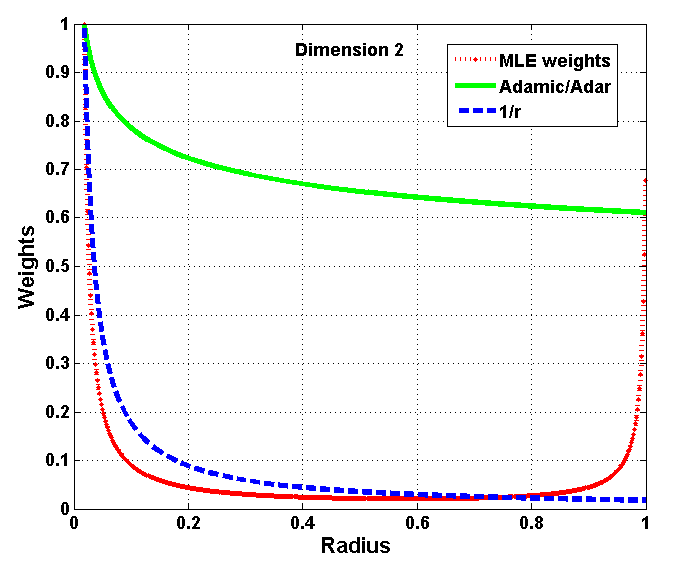 Dimension 2
MLE weights
Adamic/Adar
1/r
Weights
1
0.9
0.8
0.7
0.6
0.5
0.4
0.3
0.2
0.1
0
0 0.2 0.4 0.6 0.8 1
Radius